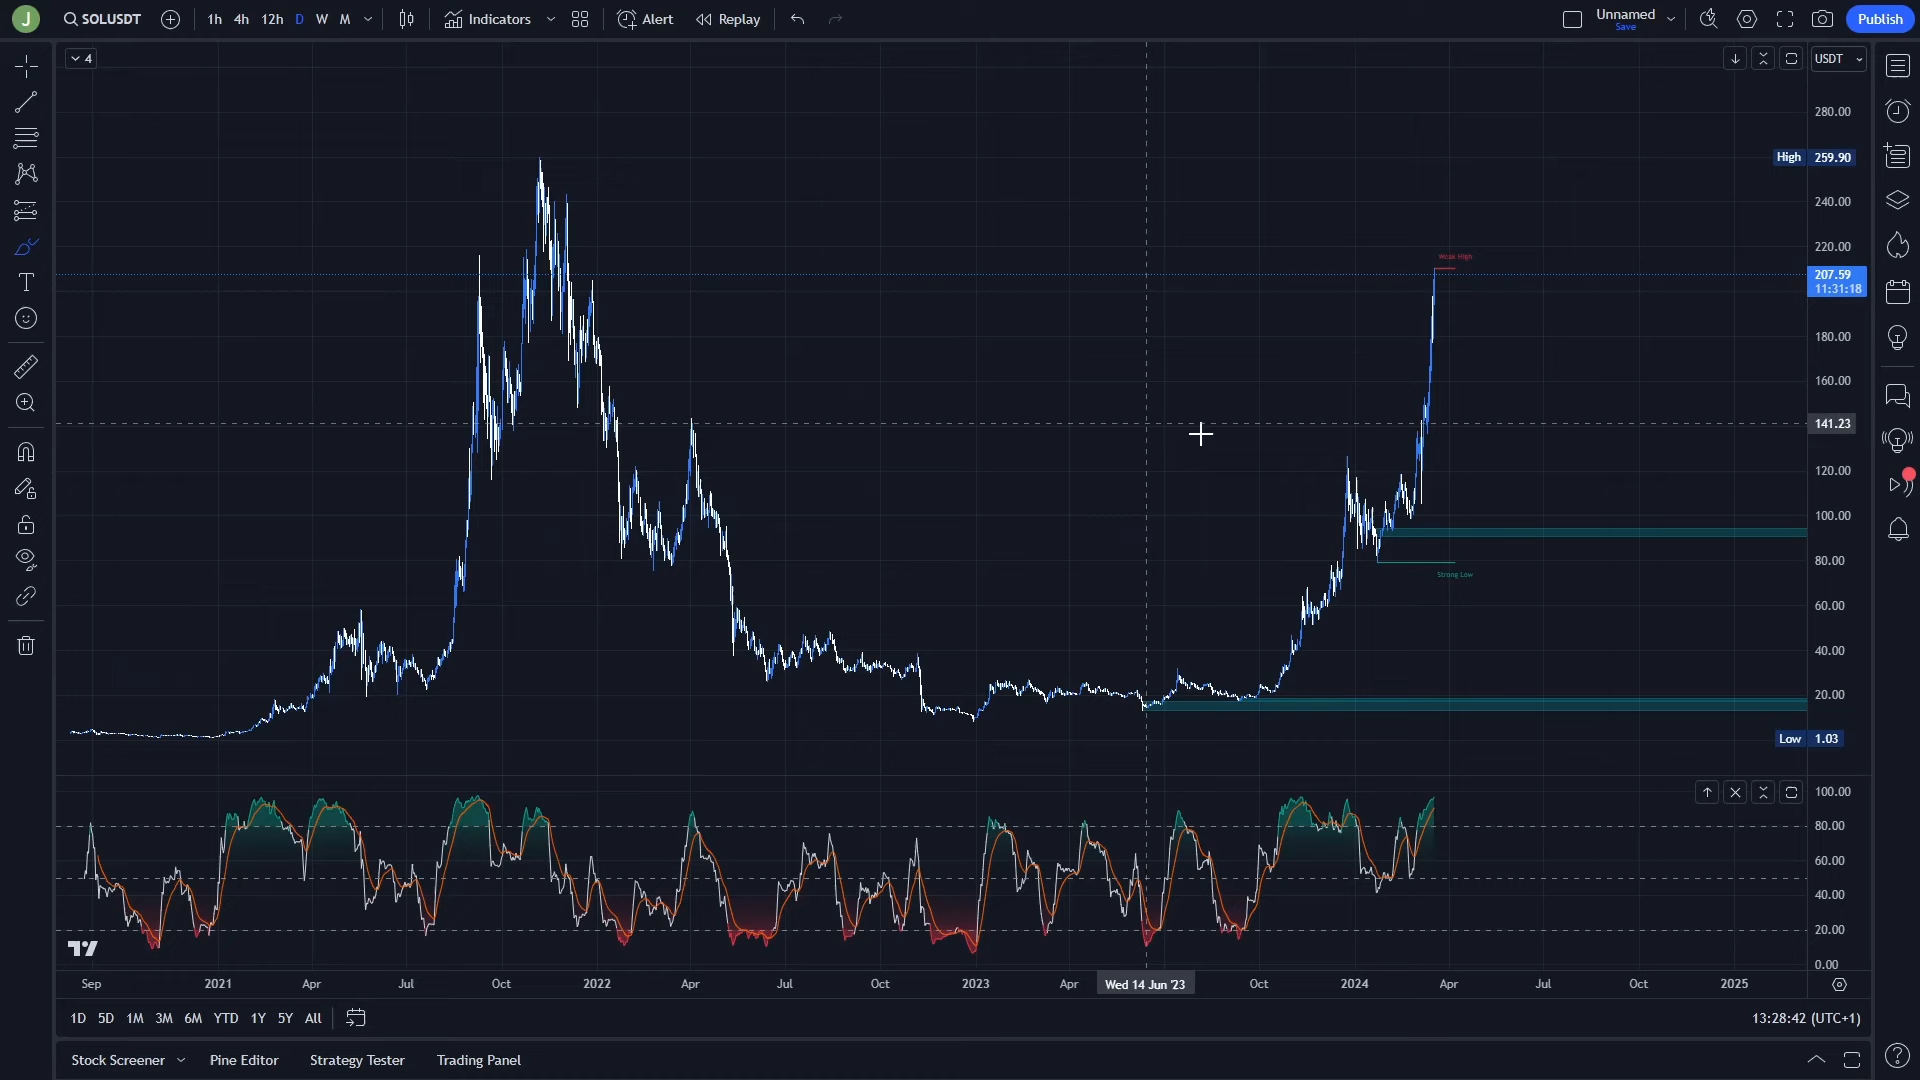 J
SOLUSDT
1h 4h 12h D W M
Indicators
Alert
Replay
Unnamed
Save
Publish
4
USDT
280.00
High 259.90
240.00
220.00
Weak High
207.59
11:31:18
180.00
160.00
141.23
120.00
100.00
80.00
Strong Low
60.00
40.00
20.00
Low 1.03
100.00
80.00
60.00
40.00
20.00
0.00
Sep 2021 Apr Jul Oct 2022 Apr Jul Oct 2023 Apr Wed 14 Jun '23 Oct 2024 Apr Jul Oct 2025
1D 5D 1M 3M 6M YTD 1Y 5Y All
13:28:42 (UTC+1)
Stock Screener Pine Editor Strategy Tester Trading Panel